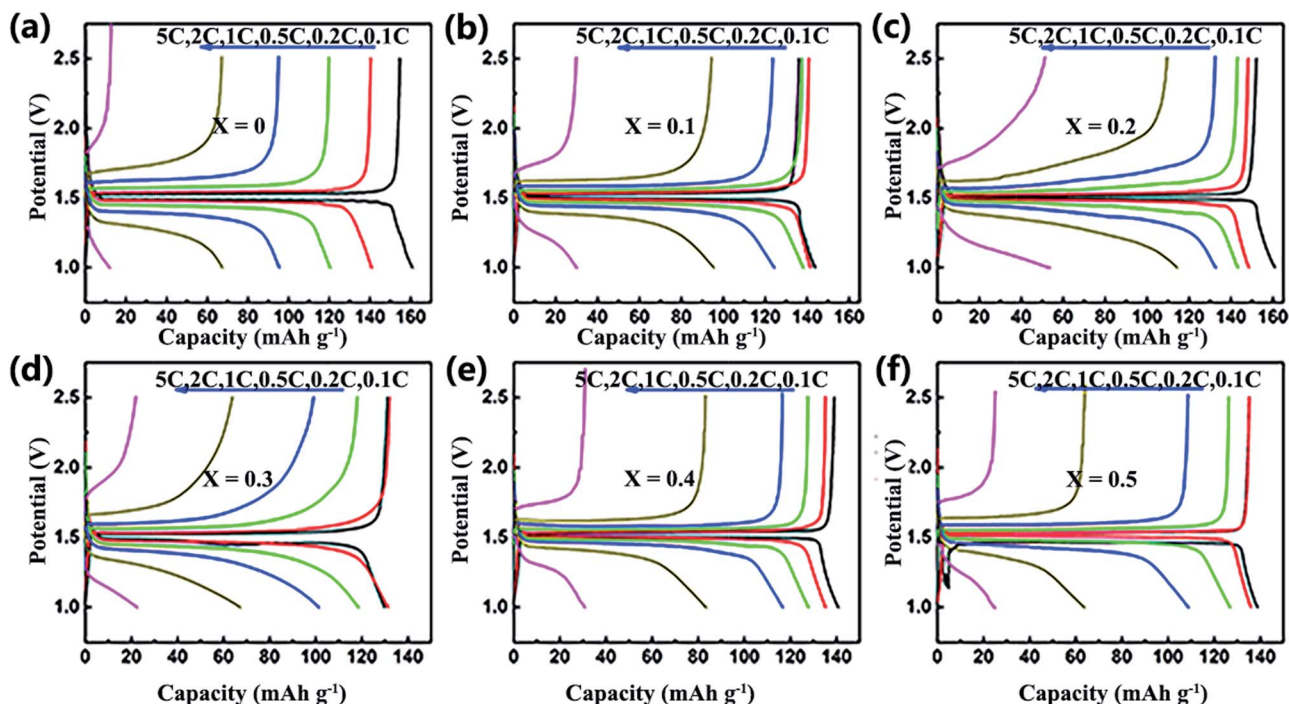 (a)
5C,2C,1C,0.5C,0.2C,0.1C
X = 0
Potential (V)
2.5
2.0
1.5
1.0
0 20 40 60 80 100 120 140 160
Capacity (mAh g-1)
(b)
5C,2C,1C,0.5C,0.2C,0.1C
X = 0.1
Potential (V)
2.5
2.0
1.5
1.0
0 20 40 60 80 100 120 140 160
Capacity (mAh g-1)
(c)
5C,2C,1C,0.5C,0.2C,0.1C
X = 0.2
Potential (V)
2.5
2.0
1.5
1.0
0 20 40 60 80 100 120 140 160
Capacity (mAh g-1)
(d)
5C,2C,1C,0.5C,0.2C,0.1C
X = 0.3
Potential (V)
2.5
2.0
1.5
1.0
0 20 40 60 80 100 120 140
Capacity (mAh g-1)
(e)
5C,2C,1C,0.5C,0.2C,0.1C
X = 0.4
Potential (V)
2.5
2.0
1.5
1.0
0 20 40 60 80 100 120 140
Capacity (mAh g-1)
(f)
5C,2C,1C,0.5C,0.2C,0.1C
X = 0.5
Potential (V)
2.5
2.0
1.5
1.0
0 20 40 60 80 100 120 140
Capacity (mAh g-1)